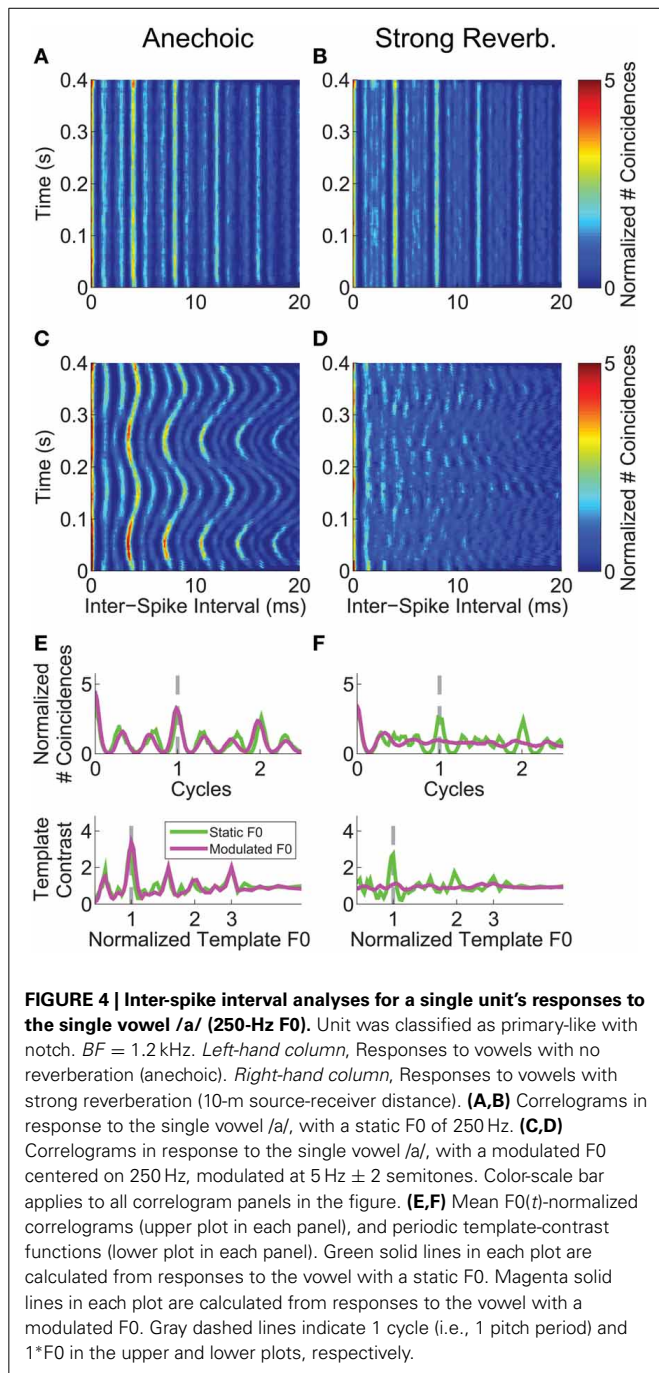 Anechoic
Strong Reverb.
A
B
0.4
0.3
0.2
0.1
0
Time (s)
0
10
20
0
10
20
5
0
Normalized # Coincidences
C
D
0.4
0.3
0.2
0.1
0
Time (s)
0
10
20
Inter−Spike Interval (ms)
0
10
20
Inter−Spike Interval (ms)
5
0
Normalized # Coincidences
E
F
Normalized
# Coincidences
5
0
0
1
2
Cycles
5
0
0
1
2
Cycles
Template
Contrast
4
2
0
Static F0
Modulated F0
1
2
3
Normalized Template F0
4
2
0
1
2
3
Normalized Template F0
FIGURE 4 | Inter-spike interval analyses for a single unit's responses to
the single vowel /a/ (250-Hz F0). Unit was classified as primary-like with
notch. BF = 1.2 kHz. Left-hand column, Responses to vowels with no
reverberation (anechoic). Right-hand column, Responses to vowels with
strong reverberation (10-m source-receiver distance). (A,B) Correlograms in
response to the single vowel /a/, with a static F0 of 250 Hz. (C,D)
Correlograms in response to the single vowel /a/, with a modulated F0
centered on 250 Hz, modulated at 5 Hz ± 2 semitones. Color-scale bar
applies to all correlogram panels in the figure. (E,F) Mean F0(t)-normalized
correlograms (upper plot in each panel), and periodic template-contrast
functions (lower plot in each panel). Green solid lines in each plot are
calculated from responses to the vowel with a static F0. Magenta solid
lines in each plot are calculated from responses to the vowel with a
modulated F0. Gray dashed lines indicate 1 cycle (i.e., 1 pitch period) and
1*F0 in the upper and lower plots, respectively.